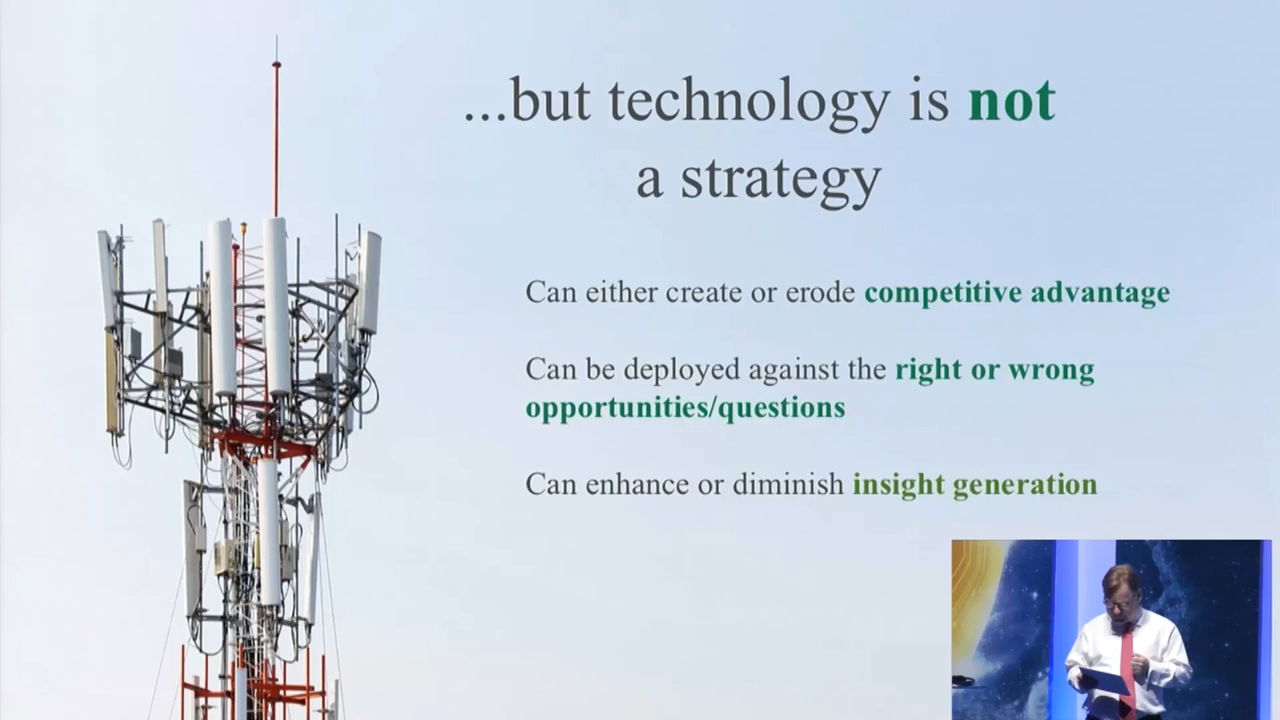 ...but technology is not
a strategy
Can either create or erode competitive advantage
Can be deployed against the right or wrong
opportunities/questions
Can enhance or diminish insight generation